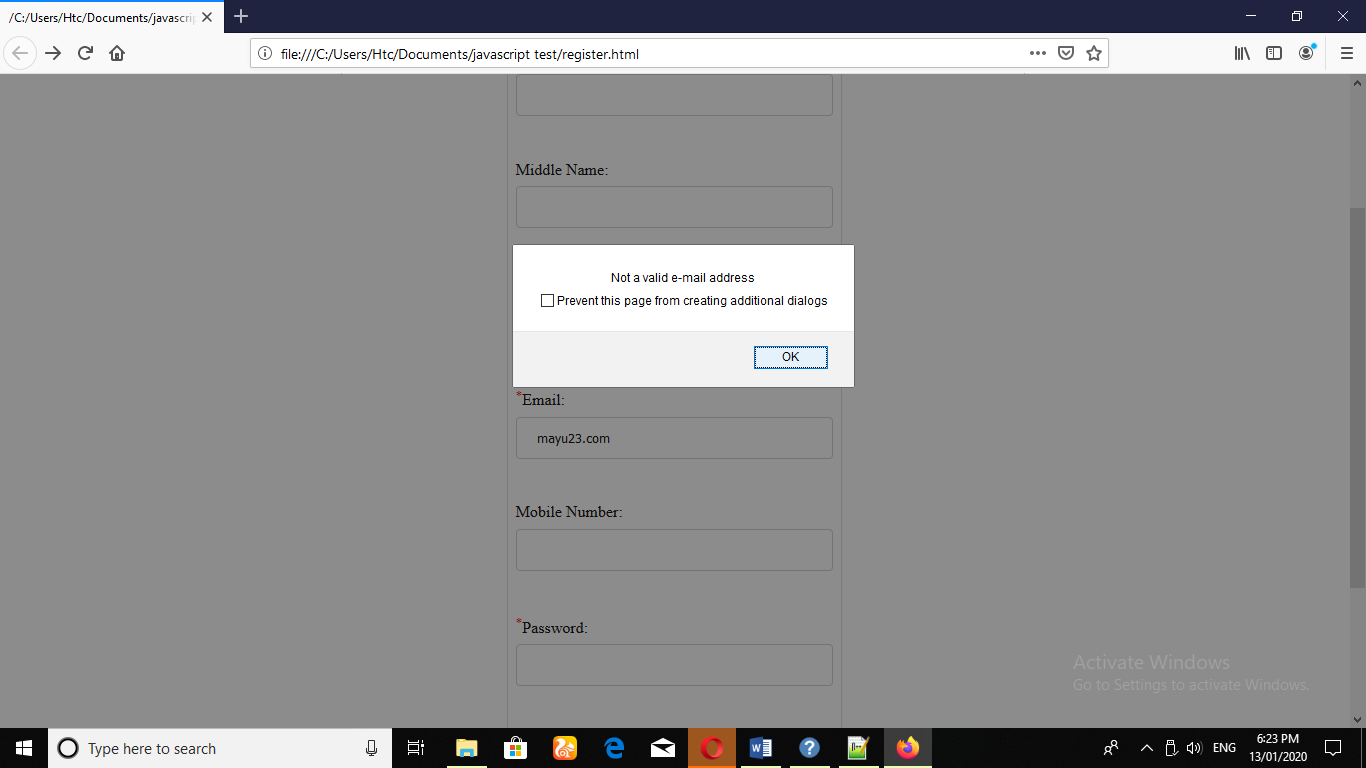 /C:/Users/Htc/Documents/javascri
file:///C:/Users/Htc/Documents/javascript test/register.html
Middle Name:
Not a valid e-mail address
Prevent this page from creating additional dialogs
OK
*Email:
mayu23.com
Mobile Number:
*Password:
Activate Windows
Go to Settings to activate Windows.
Type here to search
ENG
6:23 PM
13/01/2020